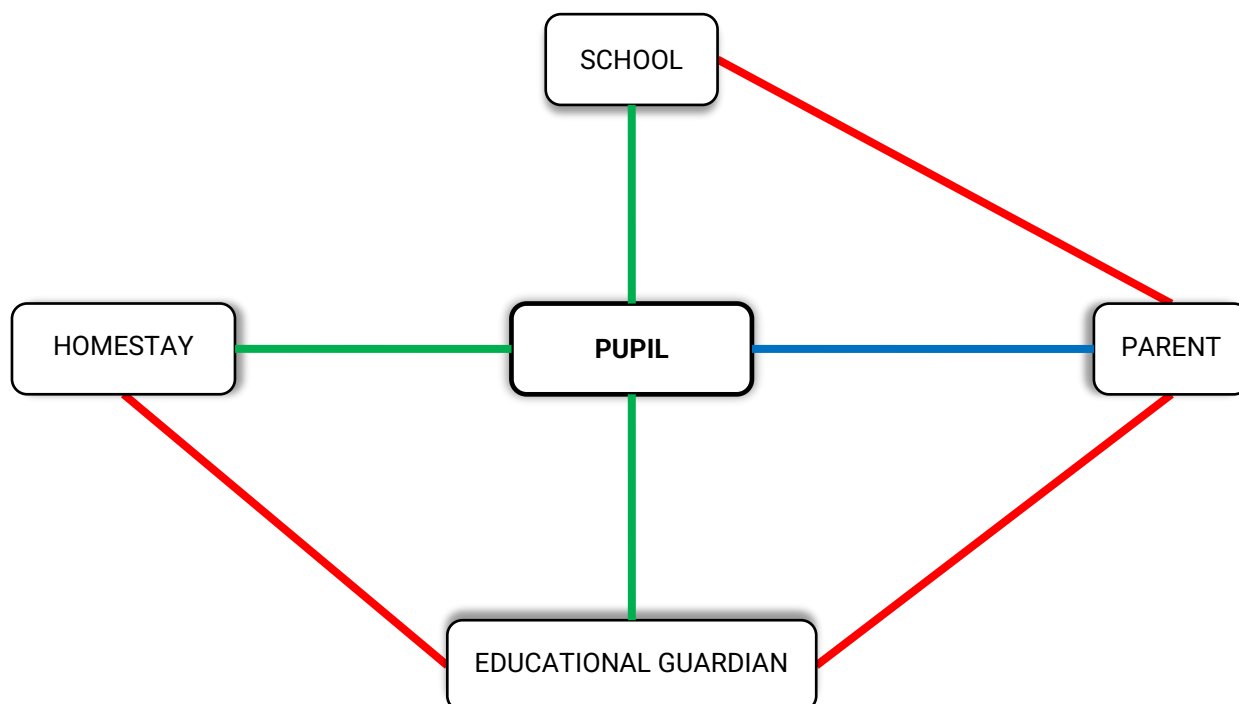 SCHOOL
HOMESTAY
PUPIL
PARENT
EDUCATIONAL GUARDIAN